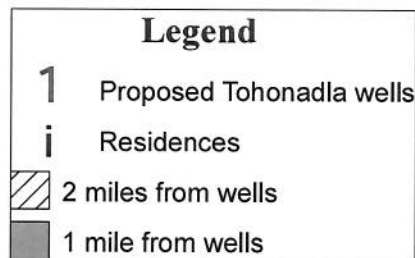 Legend
1 Proposed Tohonadla wells
i Residences
2 miles from wells
1 mile from wells